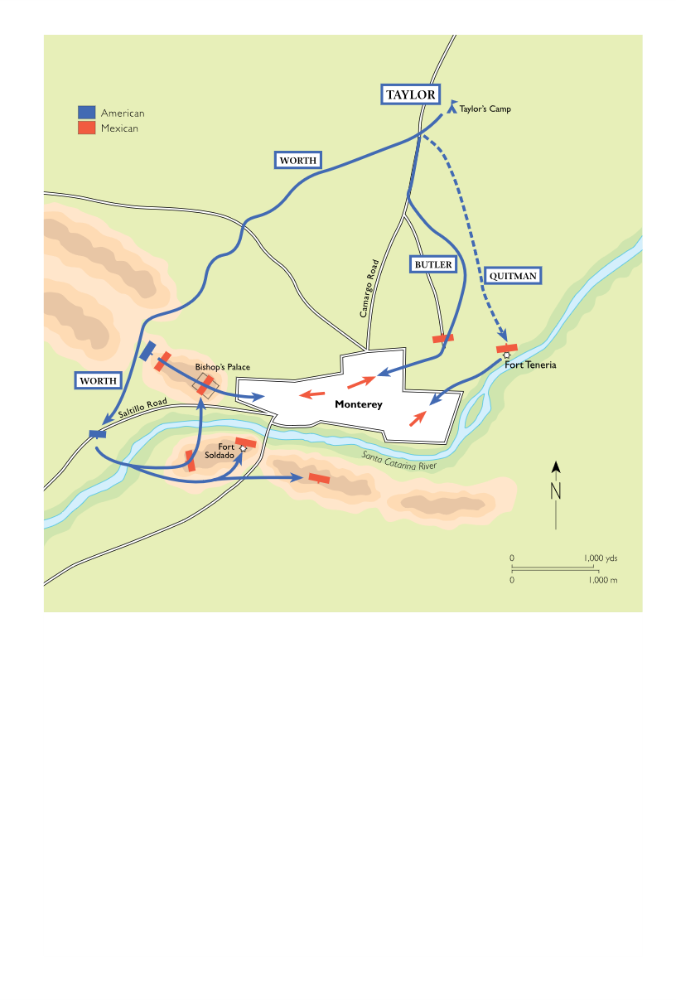 TAYLOR
Taylor's Camp
American
Mexican
WORTH
BUTLER
QUITMAN
Camargo Road
Fort Teneria
Bishop's Palace
WORTH
Monterey
Saltillo Road
Fort
Soldado
Santa Catarina River
N
0 1,000 yds
0 1,000 m